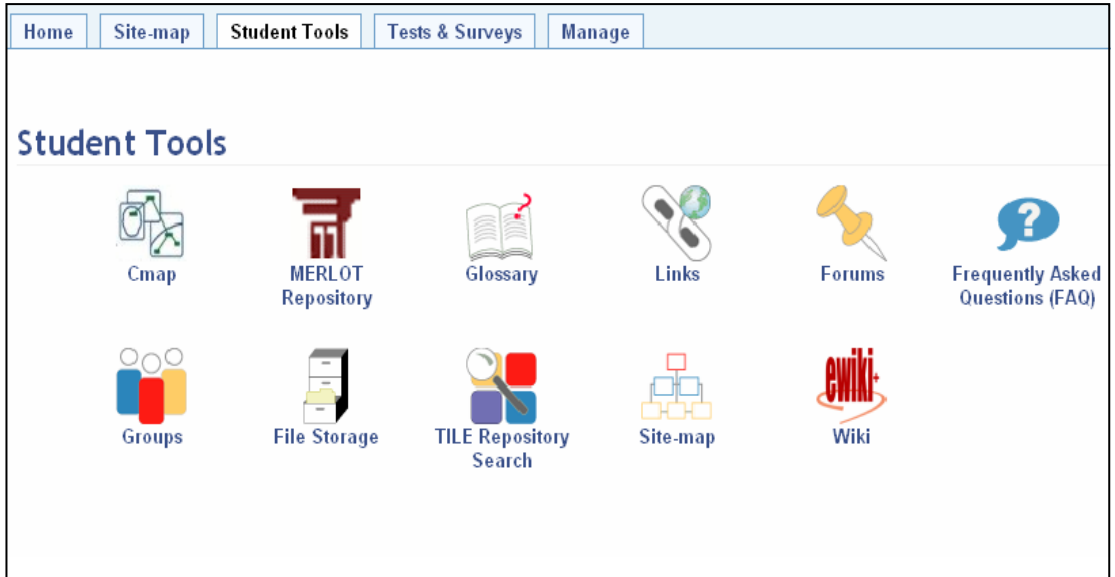 Home Site-map Student Tools Tests & Surveys Manage
Student Tools
Cmap
MERLOT
Repository
Glossary
Links
Forums
Frequently Asked
Questions (FAQ)
Groups
File Storage
TILE Repository
Search
Site-map
ewiki+
Wiki